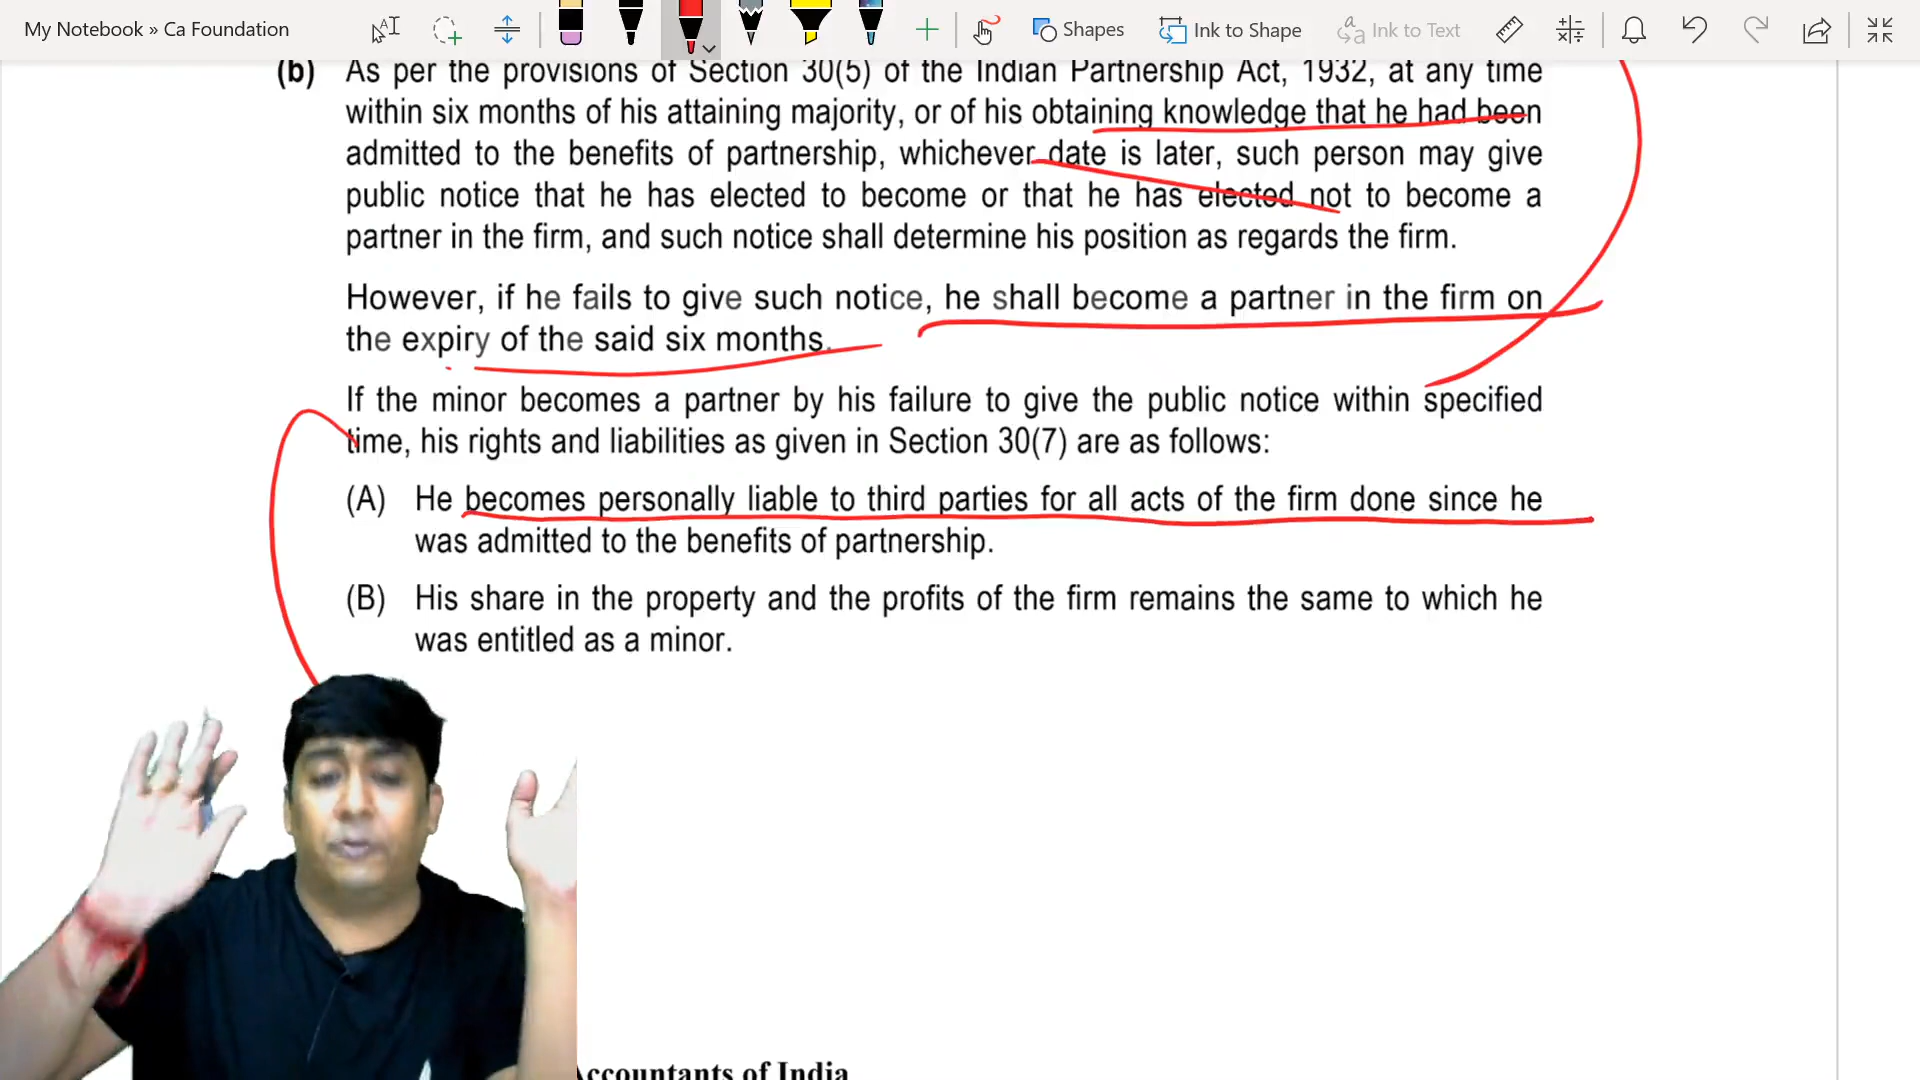 My Notebook » Ca Foundation
Shapes
Ink to Shape
Ink to Text
(b) As per the provisions of Section 30(5) of the Indian Partnership Act, 1932, at any time
within six months of his attaining majority, or of his obtaining knowledge that he had been
admitted to the benefits of partnership, whichever date is later, such person may give
public notice that he has elected to become or that he has elected not to become a
partner in the firm, and such notice shall determine his position as regards the firm.
However, if he fails to give such notice, he shall become a partner in the firm on
the expiry of the said six months.
If the minor becomes a partner by his failure to give the public notice within specified
time, his rights and liabilities as given in Section 30(7) are as follows:
(A) He becomes personally liable to third parties for all acts of the firm done since he
was admitted to the benefits of partnership.
(B) His share in the property and the profits of the firm remains the same to which he
was entitled as a minor.
Accountants of India